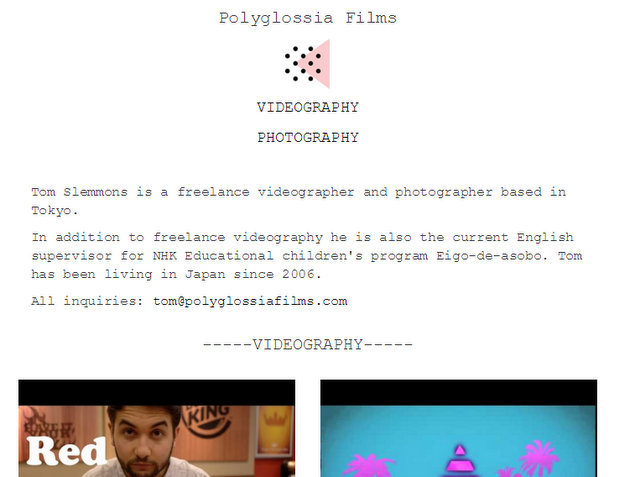 Polyglossia Films
VIDEOGRAPHY
PHOTOGRAPHY
Tom Slemmons is a freelance videographer and photographer based in
Tokyo.
In addition to freelance videography he is also the current English
supervisor for NHK Educational children's program Eigo-de-asobo. Tom
has been living in Japan since 2006.
All inquiries: tom@polyglossiafilms.com
-----VIDEOGRAPHY-----
KING
Red